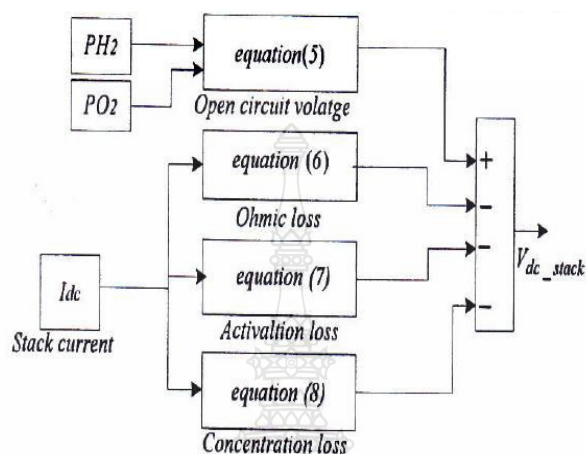 PH2
equation(5)
PO2
Open circuit volatge
equation (6)
Ohmic loss
Idc
Stack current
equation (7)
Activaltion loss
equation (8)
Concentration loss
+
-
-
-
Vdc_stack